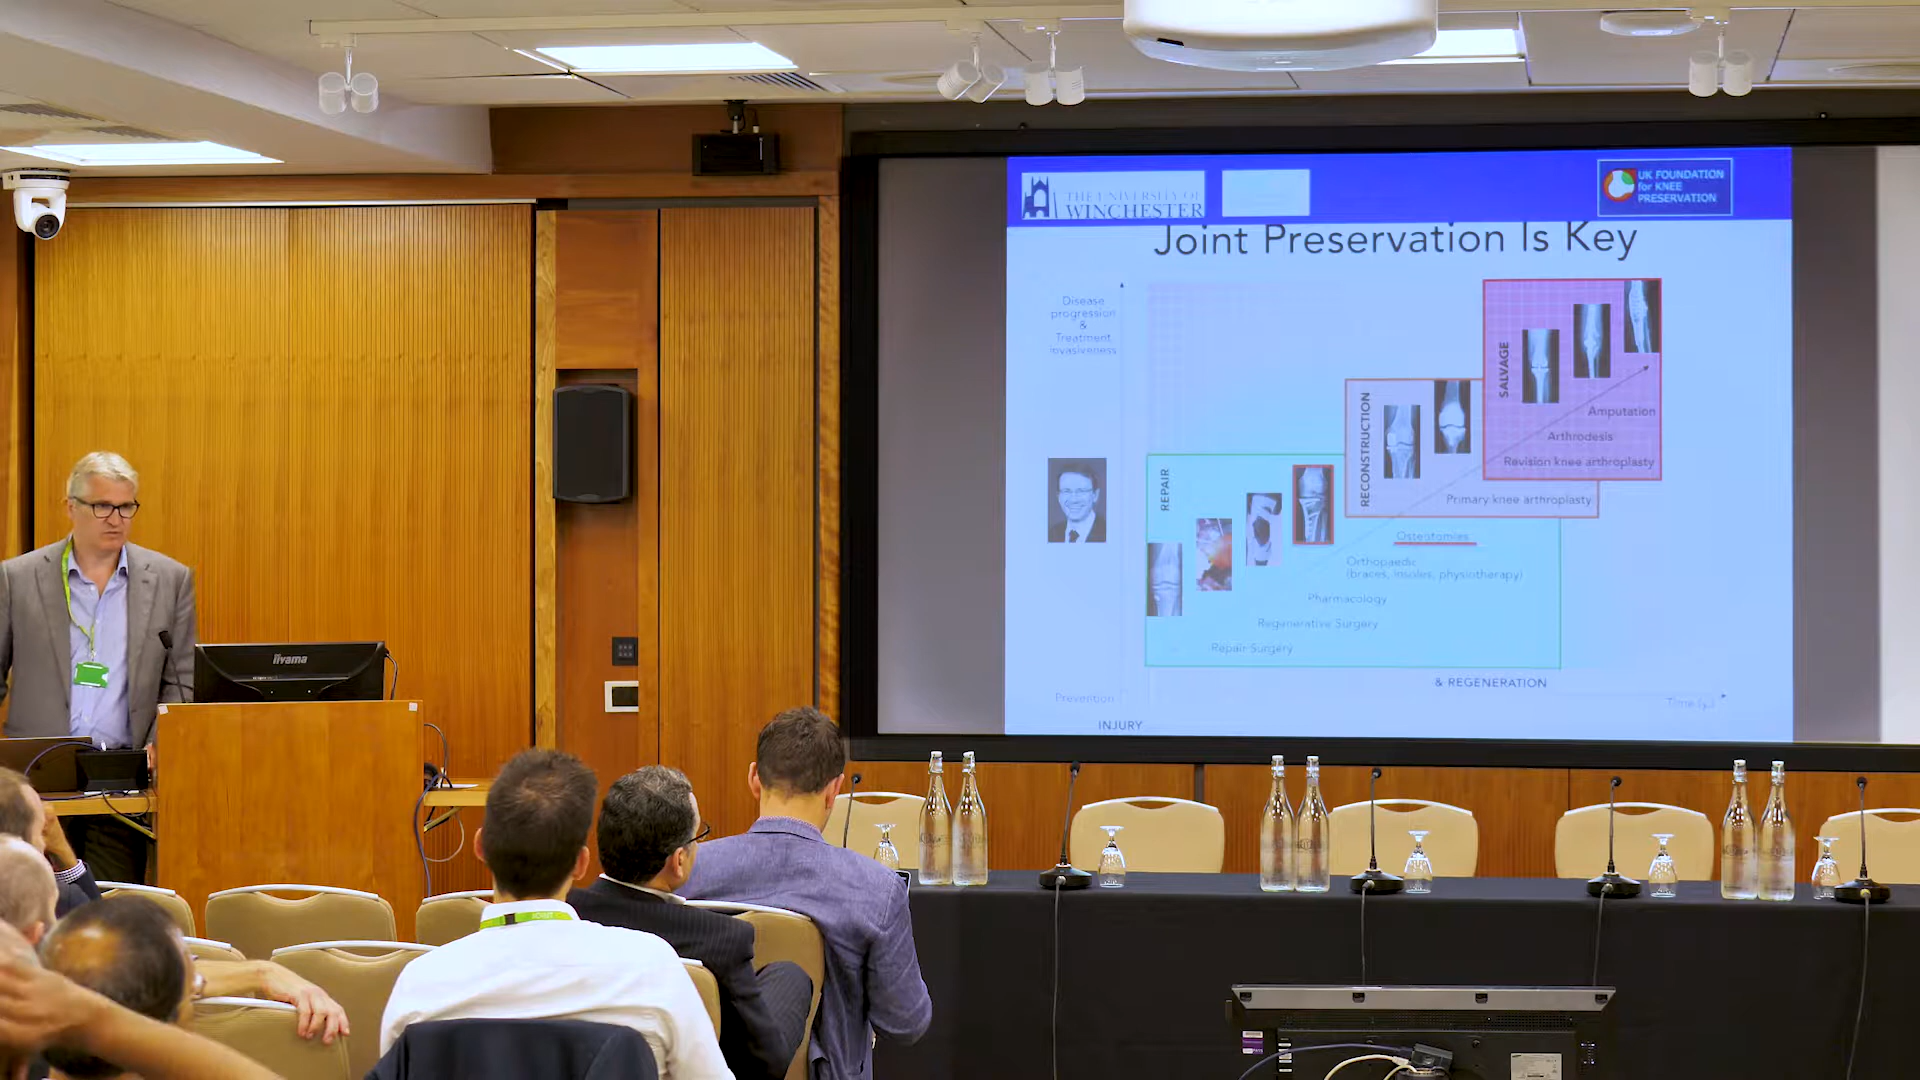 THE UNIVERSITY OF
WINCHESTER
UK FOUNDATION
for KNEE
PRESERVATION
Joint Preservation Is Key
Disease
progression
&
Treatment
invasiveness
SALVAGE
Amputation
Arthrodesis
Revision knee arthroplasty
RECONSTRUCTION
Primary knee arthroplasty
REPAIR
Osteotomies
Orthopaedic
(braces, insoles, physiotherapy)
Pharmacology
Regenerative Surgery
Repair Surgery
& REGENERATION
Prevention
INJURY
iiyama